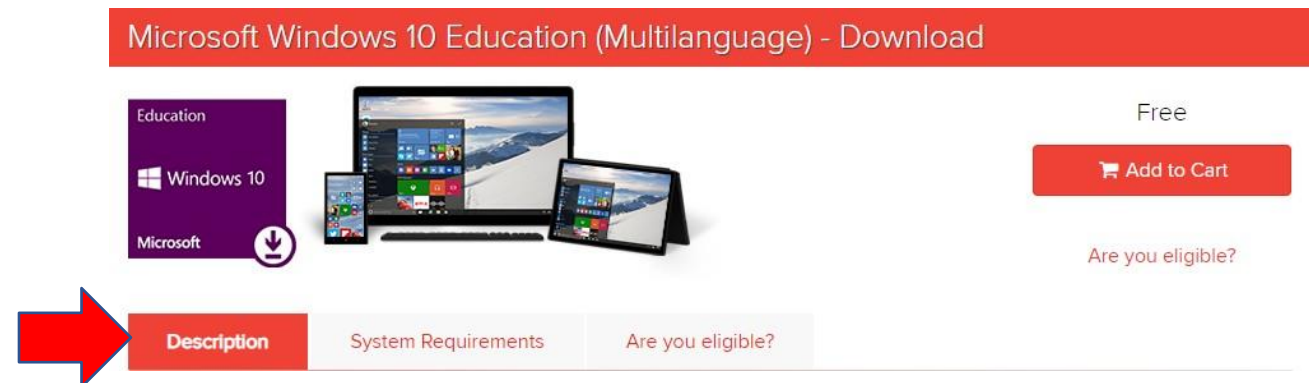 Microsoft Windows 10 Education (Multilanguage) - Download
Education
Windows 10
Microsoft
Free
Add to Cart
Are you eligible?
Description
System Requirements
Are you eligible?